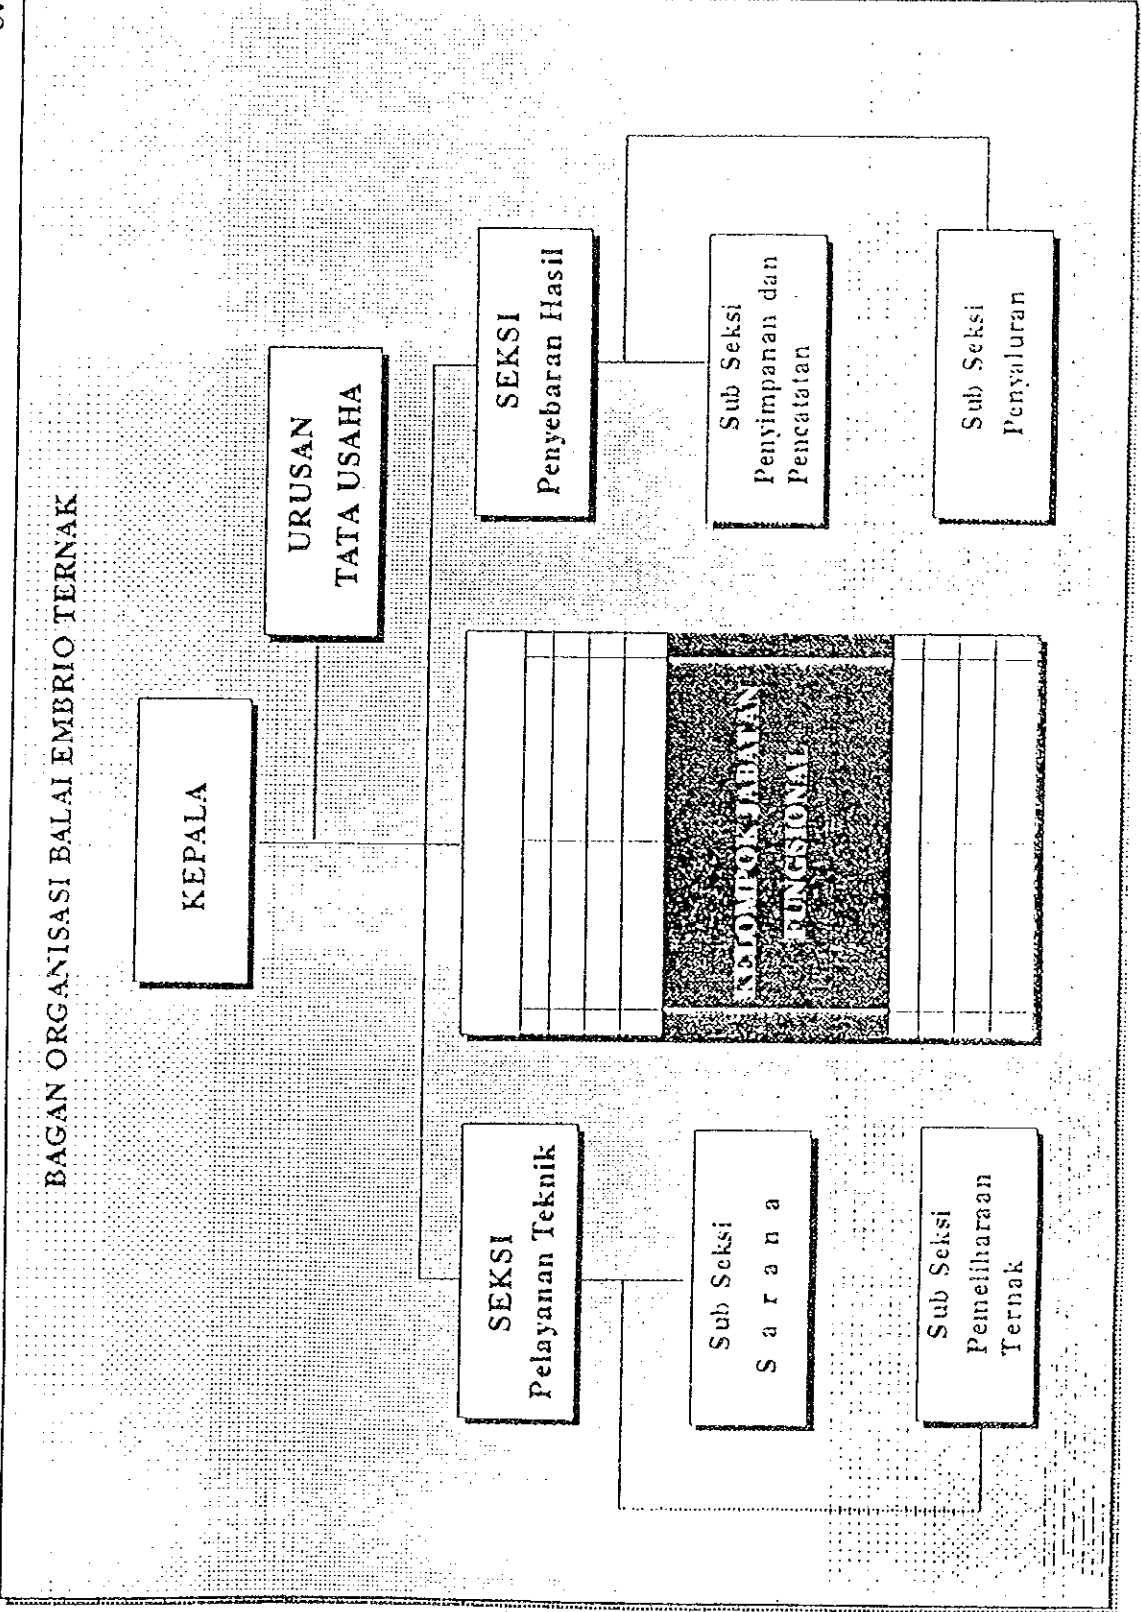 BAGAN ORGANISASI BALAI EMBRIO TERNAK
KEPALA
URUSAN
TATA USAHA
SEKSI
Pelayanan Teknik
SEKSI
Penyebaran Hasil
KELOMPOK JABATAN
FUNGSIONAL
Sub Seksi
S a r a n a
Sub Seksi
Penyimpanan dan
Pencatatan
Sub Seksi
Pemeliharaan
Ternak
Sub Seksi
Penyaluran